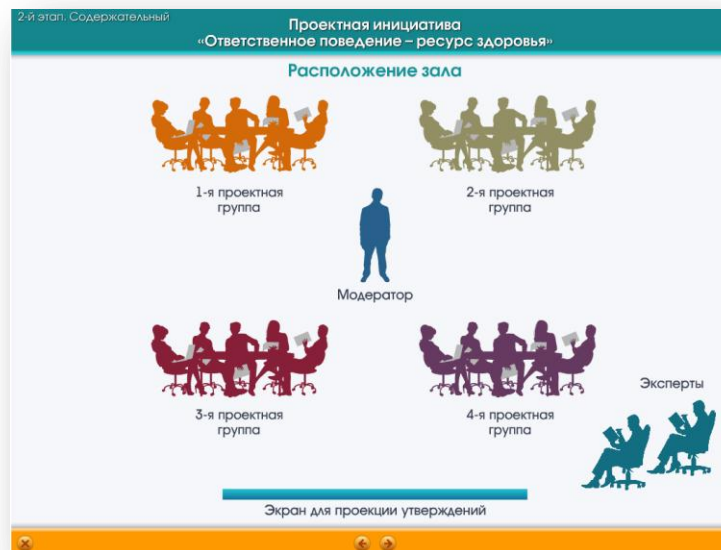 2-й этап. Содержательный
Проектная инициатива
«Ответственное поведение – ресурс здоровья»
Расположение зала
1-я проектная
группа
2-я проектная
группа
Модератор
3-я проектная
группа
4-я проектная
группа
Эксперты
Экран для проекции утверждений